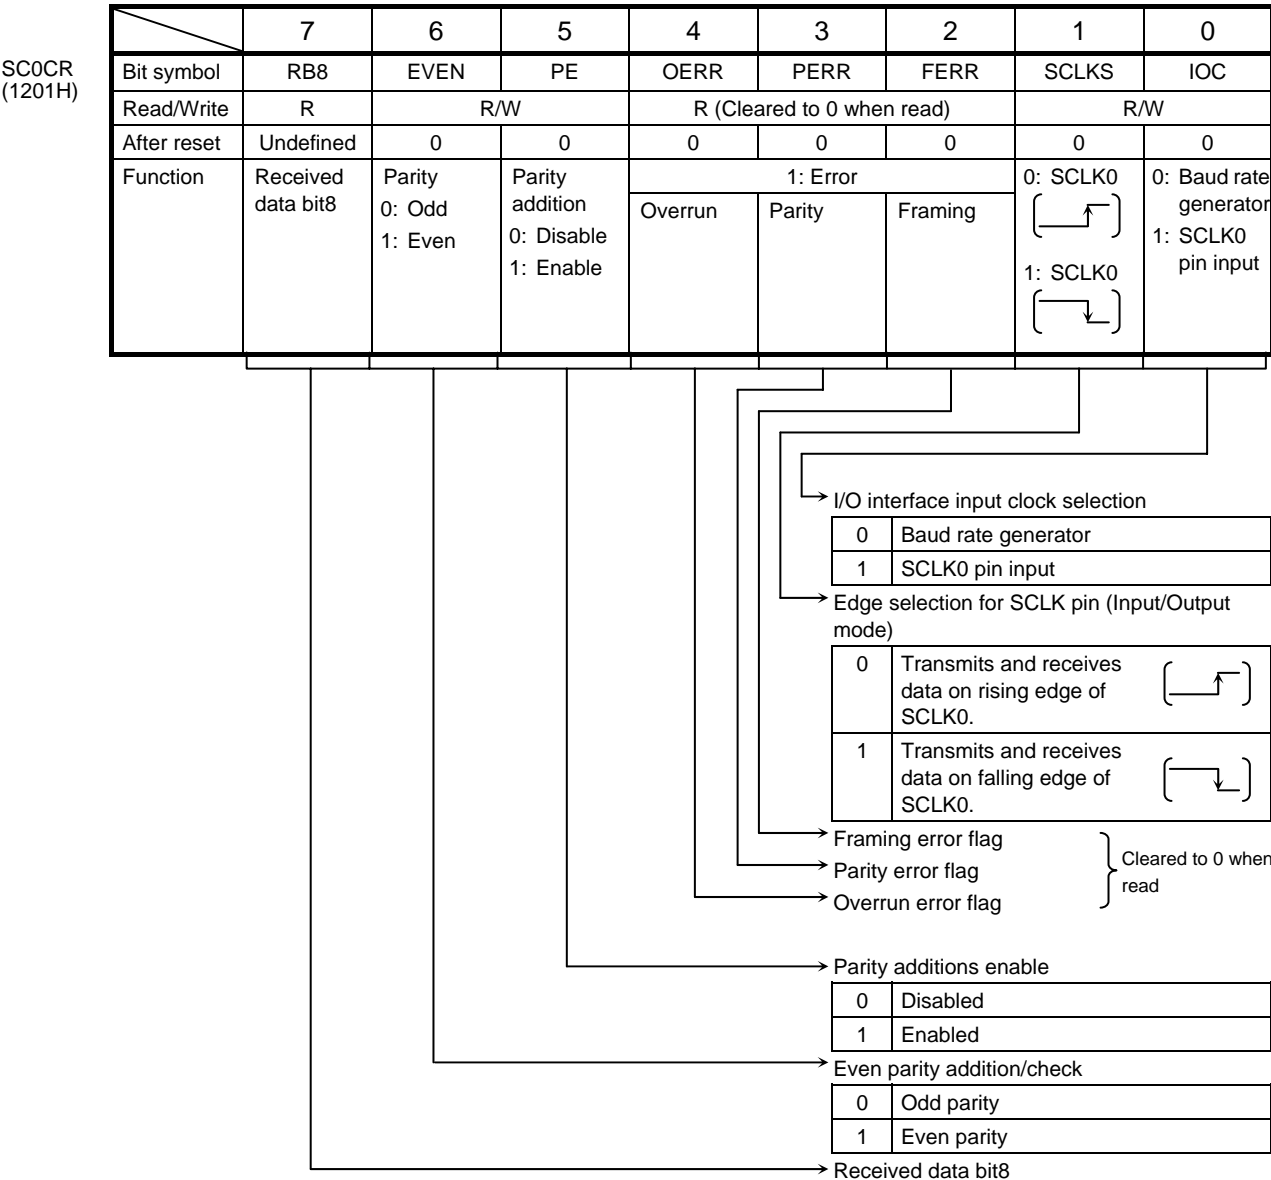 7 6 5 4 3 2 1 0
SC0CR
(1201H)
Bit symbol RB8 EVEN PE OERR PERR FERR SCLKS IOC
Read/Write R R/W R (Cleared to 0 when read) R/W
After reset Undefined 0 0 0 0 0 0 0
Function
Received
data bit8
Parity
0: Odd
1: Even
Parity
addition
0: Disable
1: Enable
1: Error
Overrun Parity Framing
0: SCLK0
1: SCLK0
0: Baud rate
generator
1: SCLK0
pin input
I/O interface input clock selection
0 Baud rate generator
1 SCLK0 pin input
Edge selection for SCLK pin (Input/Output
mode)
0 Transmits and receives
data on rising edge of
SCLK0.
1 Transmits and receives
data on falling edge of
SCLK0.
Framing error flag
Parity error flag
Overrun error flag
Cleared to 0 when
read
Parity additions enable
0 Disabled
1 Enabled
Even parity addition/check
0 Odd parity
1 Even parity
Received data bit8